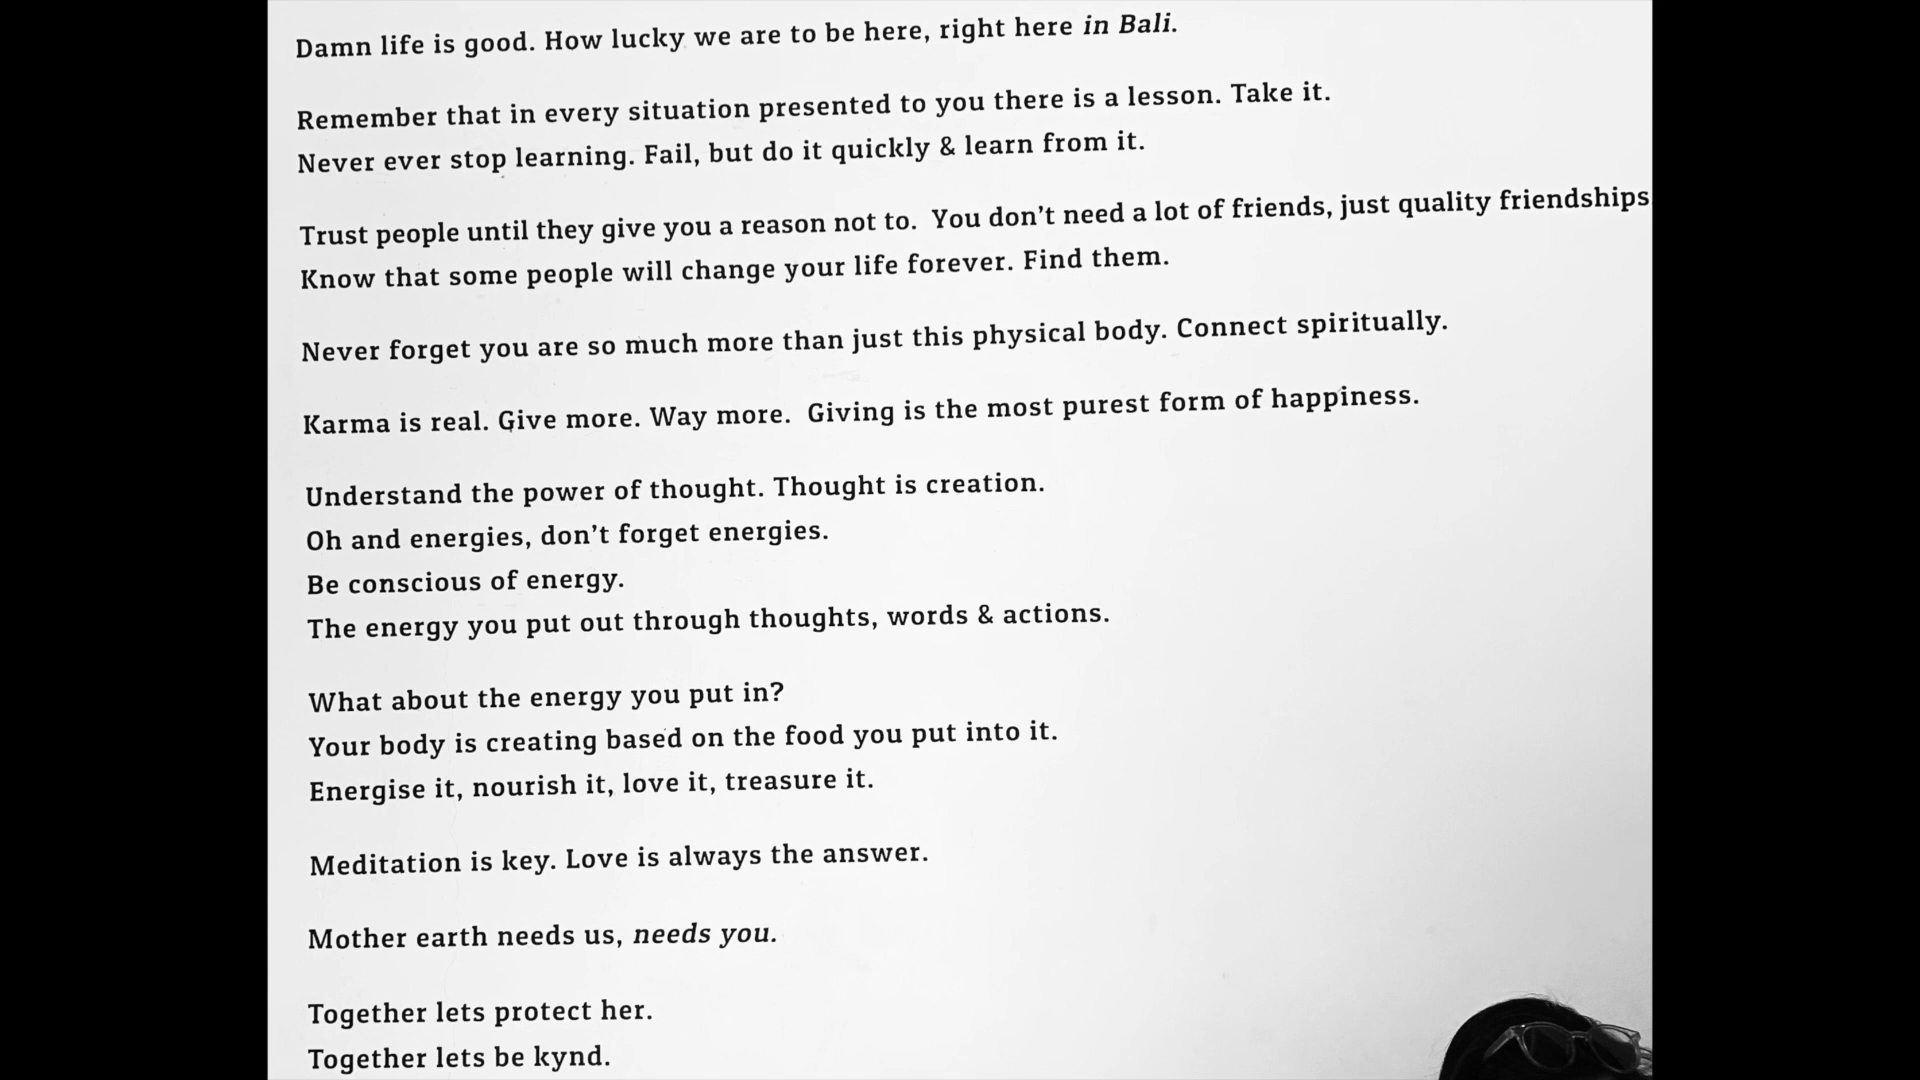 Damn life is good. How lucky we are to be here, right here in Bali.
Remember that in every situation presented to you there is a lesson. Take it.
Never ever stop learning. Fail, but do it quickly & learn from it.
Trust people until they give you a reason not to. You don't need a lot of friends, just quality friendships
Know that some people will change your life forever. Find them.
Never forget you are so much more than just this physical body. Connect spiritually.
Karma is real. Give more. Way more. Giving is the most purest form of happiness.
Understand the power of thought. Thought is creation.
Oh and energies, don't forget energies.
Be conscious of energy.
The energy you put out through thoughts, words & actions.
What about the energy you put in?
Your body is creating based on the food you put into it.
Energise it, nourish it, love it, treasure it.
Meditation is key. Love is always the answer.
Mother earth needs us, needs you.
Together lets protect her.
Together lets be kynd.